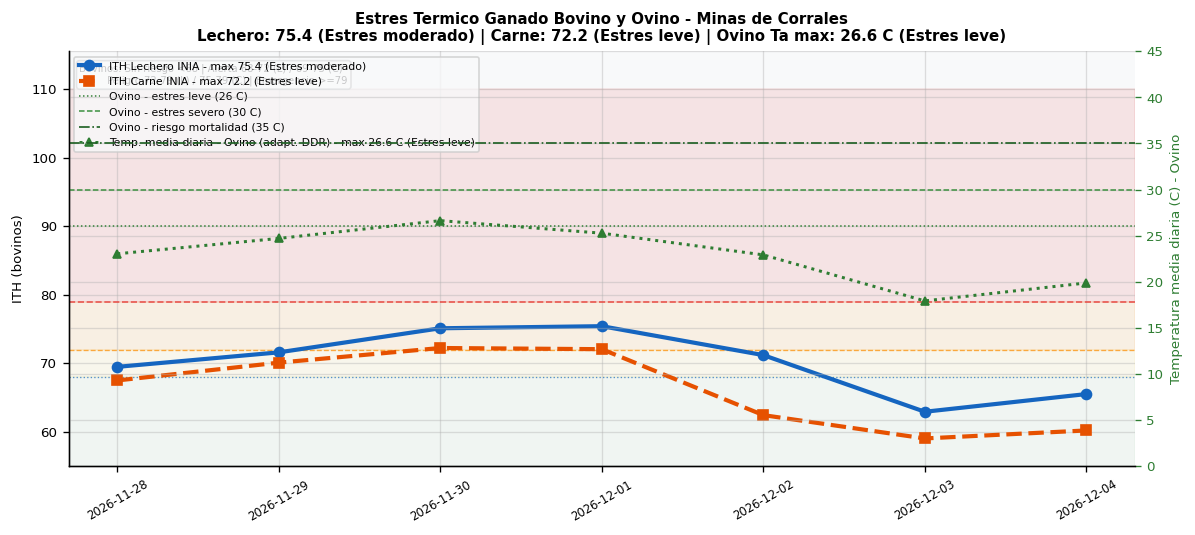 Estres Termico Ganado Bovino y Ovino - Minas de Corrales
Lechero: 75.4 (Estres moderado) | Carne: 72.2 (Estres leve) | Ovino Ta max: 26.6 C (Estres leve)
ITH Lechero INIA - max 75.4 (Estres moderado)
ITH Carne INIA - max 72.2 (Estres leve)
Ovino - estres leve (26 C)
Ovino - estres severo (30 C)
Ovino - riesgo mortalidad (35 C)
Temp. media diaria - Ovino (adapt. DDR) - max 26.6 C (Estres leve)
ITH (bovinos)
110
100
90
80
70
60
45
40
35
30
25
20
15
10
5
0
Temperatura media diaria (C) - Ovino
2026-11-28
2026-11-29
2026-11-30
2026-12-01
2026-12-02
2026-12-03
2026-12-04